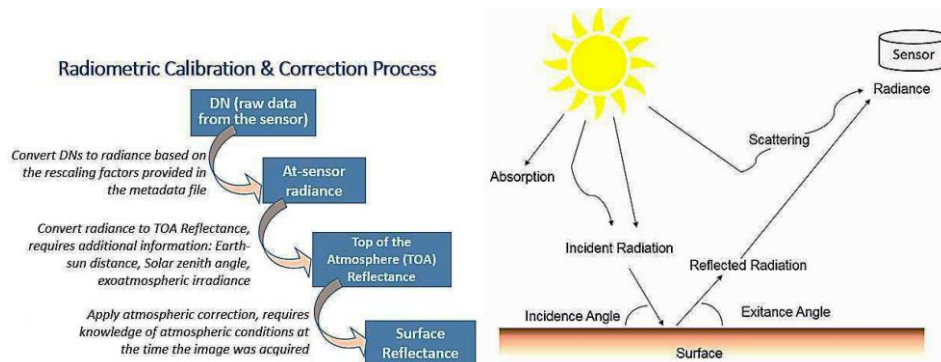 Radiometric Calibration & Correction Process
DN (raw data
from the sensor)
Convert DNs to radiance based on
the rescaling factors provided in
the metadata file
At-sensor
radiance
Convert radiance to TOA Reflectance,
requires additional information: Earth-
sun distance, Solar zenith angle,
exoatmospheric irradiance
Top of the
Atmosphere (TOA)
Reflectance
Apply atmospheric correction, requires
knowledge of atmospheric conditions at
the time the image was acquired
Surface
Reflectance
Sensor
Radiance
Scattering
Absorption
Incident Radiation
Reflected Radiation
Incidence Angle
Exitance Angle
Surface